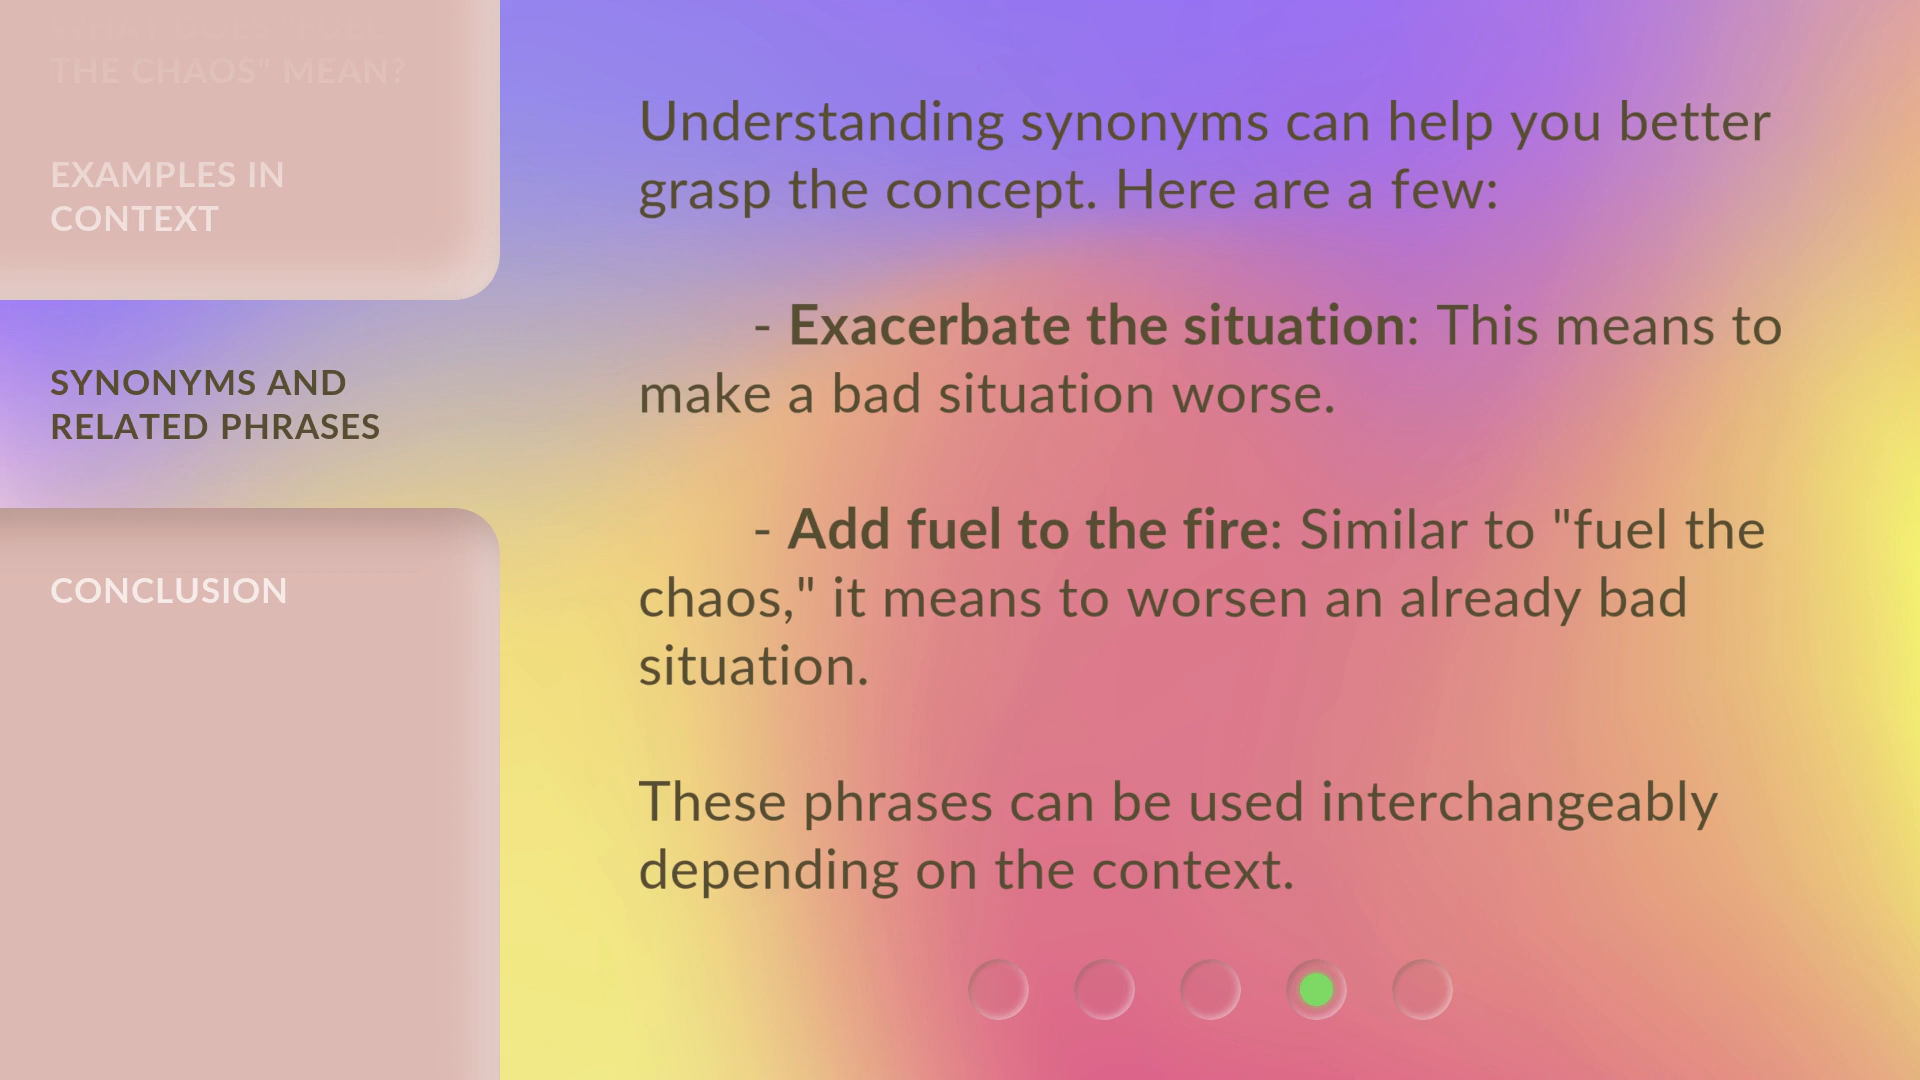 WHAT DOES "FUEL
THE CHAOS" MEAN?
EXAMPLES IN
CONTEXT
SYNONYMS AND
RELATED PHRASES
CONCLUSION
Understanding synonyms can help you better
grasp the concept. Here are a few:
- Exacerbate the situation: This means to
make a bad situation worse.
- Add fuel to the fire: Similar to "fuel the
chaos," it means to worsen an already bad
situation.
These phrases can be used interchangeably
depending on the context.